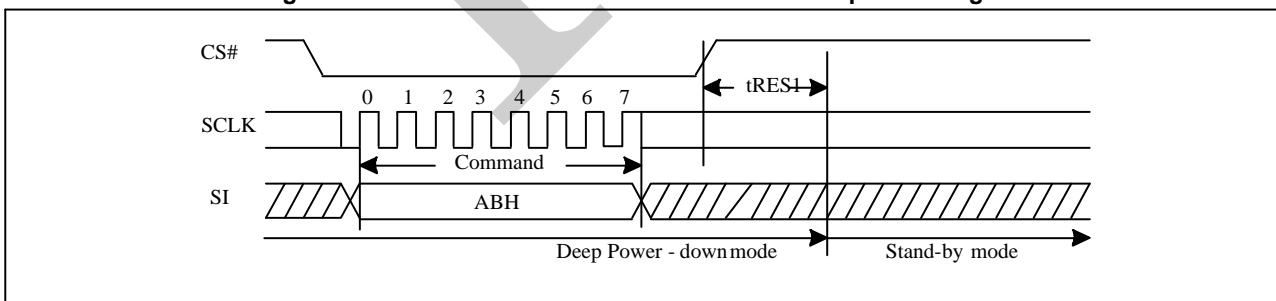 CS#
tRES1
0 1 2 3 4 5 6 7
SCLK
Command
SI
ABH
Deep Power - down mode
Stand-by mode